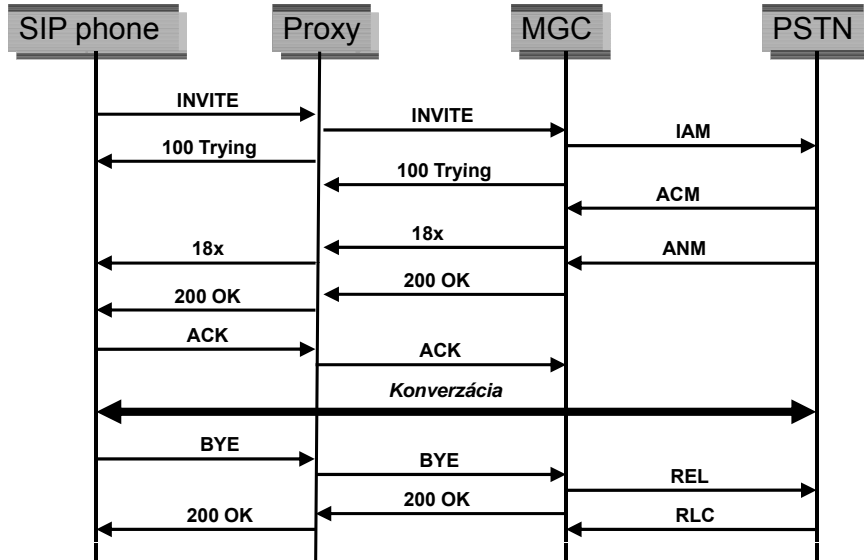 SIP phone
Proxy
MGC
PSTN
INVITE
INVITE
IAM
100 Trying
100 Trying
ACM
18x
18x
ANM
200 OK
200 OK
ACK
ACK
Konverzácia
BYE
BYE
REL
200 OK
200 OK
RLC